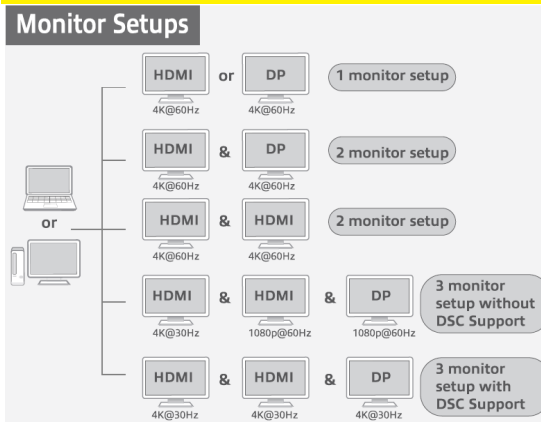 Monitor Setups
HDMI or DP 1 monitor setup
4K@60Hz 4K@60Hz
HDMI & DP 2 monitor setup
4K@60Hz 4K@60Hz
or
HDMI & HDMI 2 monitor setup
4K@60Hz 4K@60Hz
HDMI & HDMI & DP
3 monitor
setup without
DSC Support
4K@30Hz 1080p@60Hz 1080p@60Hz
HDMI & HDMI & DP
3 monitor
setup with
DSC Support
4K@30Hz 4K@30Hz 4K@30Hz